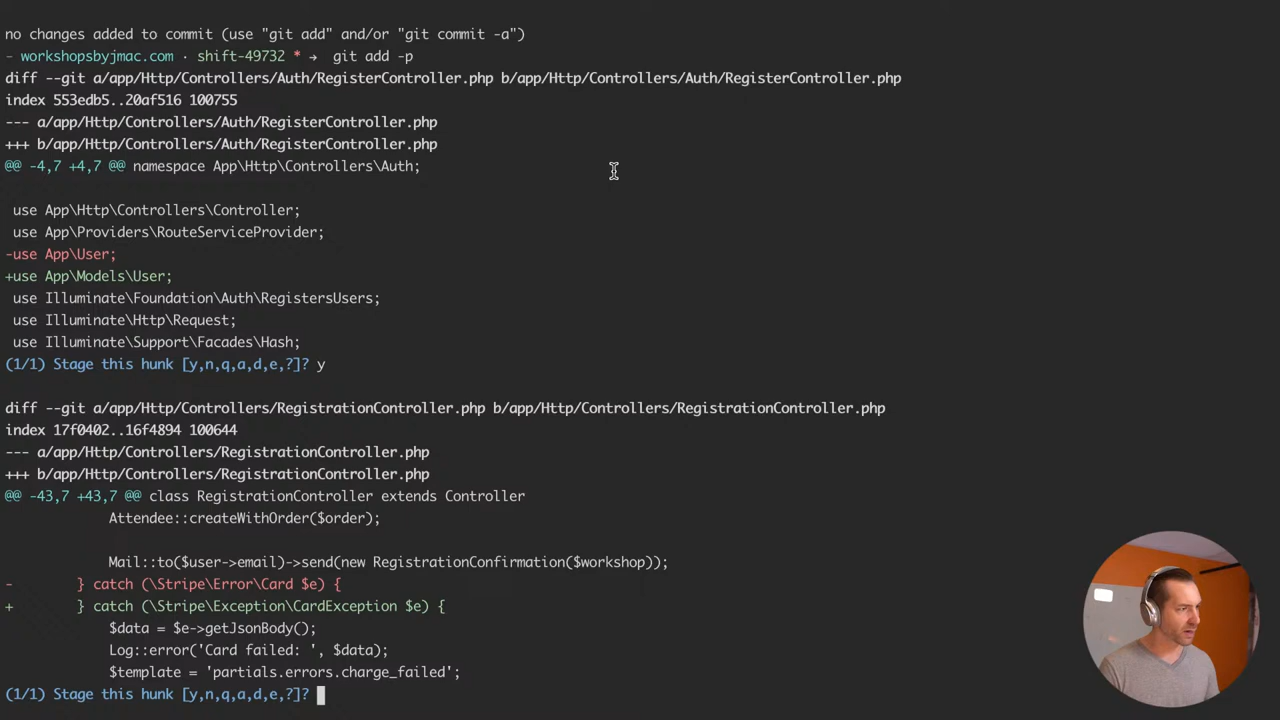 no changes added to commit (use "git add" and/or "git commit -a")
- workshopsbyjmac.com · shift-49732 * → git add -p
diff --git a/app/Http/Controllers/Auth/RegisterController.php b/app/Http/Controllers/Auth/RegisterController.php
index 553edb5..20af516 100755
--- a/app/Http/Controllers/Auth/RegisterController.php
+++ b/app/Http/Controllers/Auth/RegisterController.php
@@ -4,7 +4,7 @@ namespace App\Http\Controllers\Auth;
use App\Http\Controllers\Controller;
use App\Providers\RouteServiceProvider;
-use App\User;
+use App\Models\User;
use Illuminate\Foundation\Auth\RegistersUsers;
use Illuminate\Http\Request;
use Illuminate\Support\Facades\Hash;
(1/1) Stage this hunk [y,n,q,a,d,e,?]? y
diff --git a/app/Http/Controllers/RegistrationController.php b/app/Http/Controllers/RegistrationController.php
index 17f0402..16f4894 100644
--- a/app/Http/Controllers/RegistrationController.php
+++ b/app/Http/Controllers/RegistrationController.php
@@ -43,7 +43,7 @@ class RegistrationController extends Controller
Attendee::createWithOrder($order);
Mail::to($user->email)->send(new RegistrationConfirmation($workshop));
- } catch (\Stripe\Error\Card $e) {
+ } catch (\Stripe\Exception\CardException $e) {
$data = $e->getJsonBody();
Log::error('Card failed: ', $data);
$template = 'partials.errors.charge_failed';
(1/1) Stage this hunk [y,n,q,a,d,e,?]?